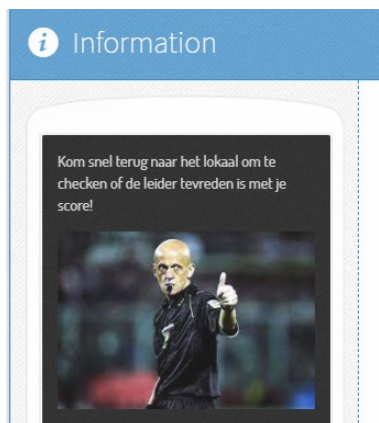 Information
Kom snel terug naar het lokaal om te
checken of de leider tevreden is met je
score!